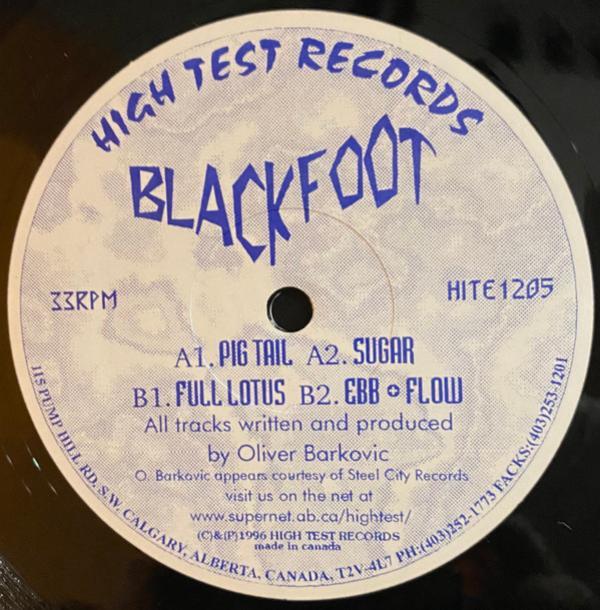 HIGH TEST RECORDS
BLACKFOOT
33RPM
HITE1205
A1. PIG TAIL A2. SUGAR
B1. FULL LOTUS B2. EBB + FLOW
All tracks written and produced
by Oliver Barkovic
O. Barkovic appears courtesy of Steel City Records
visit us on the net at
www.supernet.ab.ca/hightest/
(C)&(P)1996 HIGH TEST RECORDS
made in canada
115 PUMP HILL RD. S.W. CALGARY, ALBERTA, CANADA, T2V-4L7 PH:(403)252-1773 FACKS:(403)253-1201